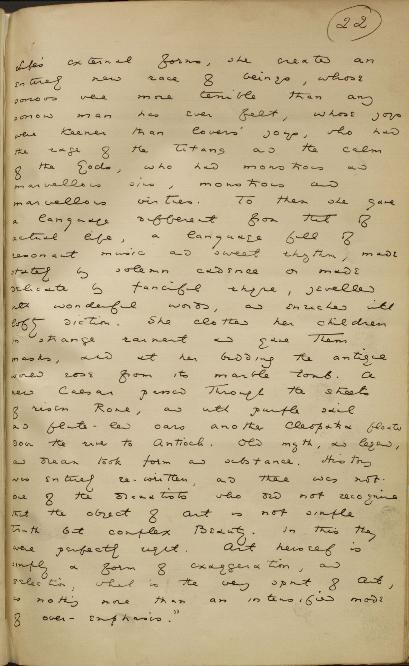 22
life's external forms, she created an
entirely new race of beings, whose
sorrows were more terrible than any
sorrow man has ever felt, whose joys
were keener than lovers' joys, who had
the rage of the Titans and the calm
of the Gods, who had monstrous and
marvellous sins, monstrous and
marvellous virtues. To them she gave
a language different from that of
actual life, a language full of
resonant music and sweet rhythm, made
stately by solemn cadence or made
delicate by fanciful rhyme, jewelled
with wonderful words, and enriched with
lofty diction. She clothed her children
in strange raiment and gave them
masks, and at her bidding the antique
world rose from its marble tomb. A
new Caesar passed through the streets
of risen Rome, and with purple sail
and flute-led oars another Cleopatra floated
down the river to Antioch. Old myth, and legend,
and dream took form and substance. History
was entirely re-written, and there was not
one of the dramatists who did not recognise
that the object of Art is not simple
truth but complex Beauty. In this they
were perfectly right. Art herself is
simply a form of exaggeration, and
selection, which is the very spirit of Art,
is nothing more than an intensified mode
of over-emphasis."